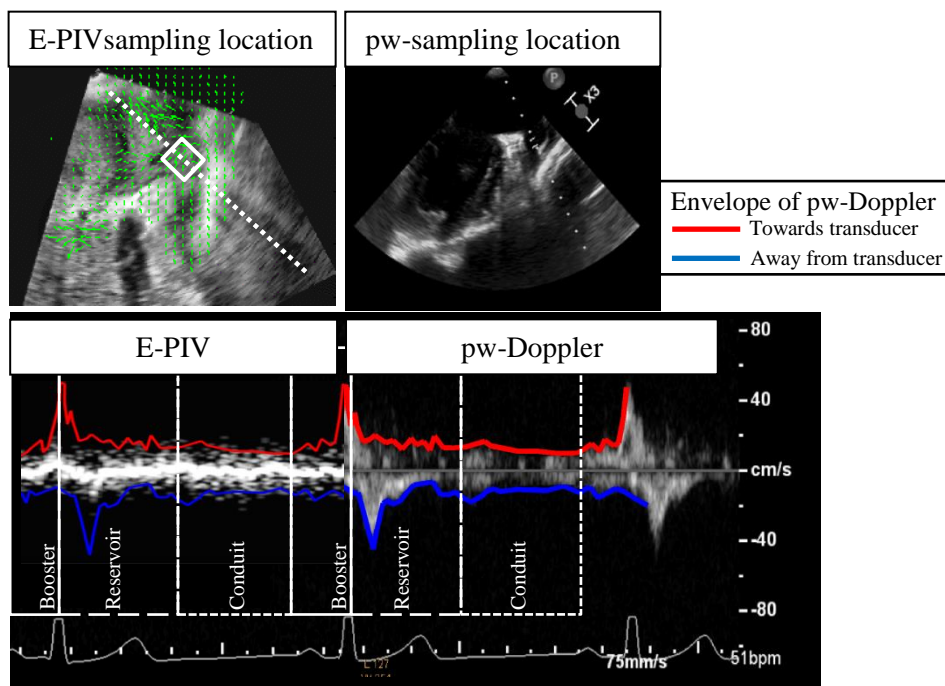 E-PIVsampling location
pw-sampling location
P
X3
Envelope of pw-Doppler
Towards transducer
Away from transducer
E-PIV
pw-Doppler
80
40
cm/s
-40
-80
Booster
Reservoir
Conduit
Booster
Reservoir
Conduit
75mm/s
51bpm